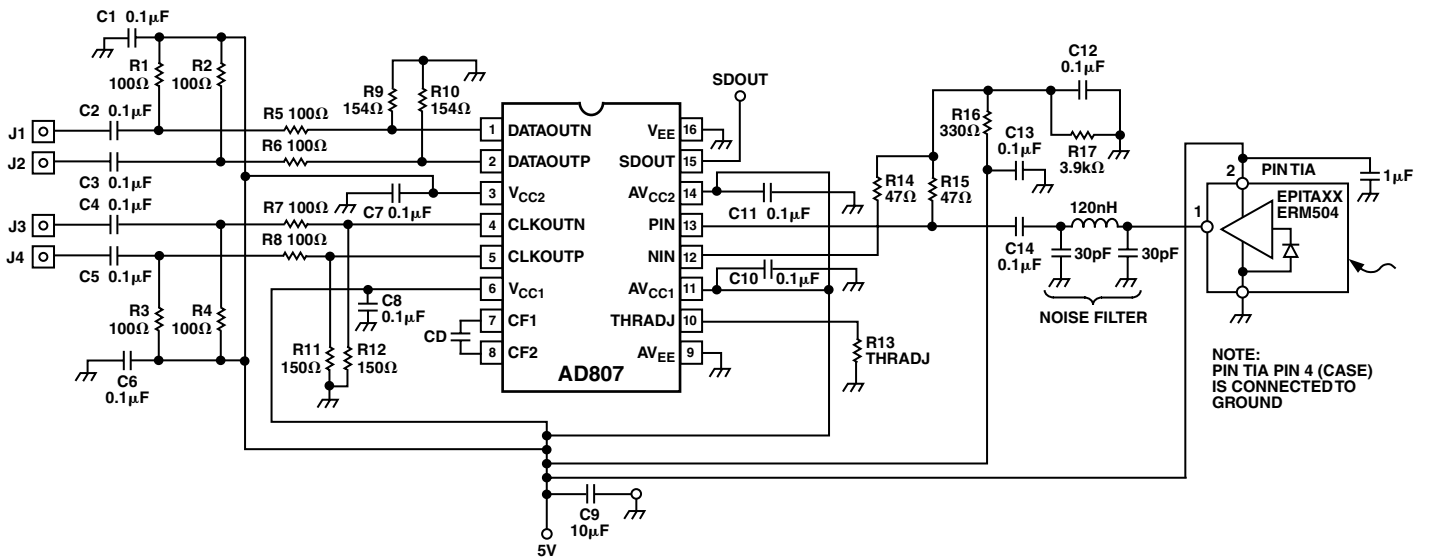 C1 0.1μF
R1
100Ω
R2
100Ω
C2 0.1μF
J1
R5 100Ω
R6 100Ω
J2
C3 0.1μF
C4 0.1μF
R9
154Ω
R10
154Ω
C7 0.1μF
R7 100Ω
J3
R8 100Ω
J4
C5 0.1μF
R3
100Ω
R4
100Ω
C6
0.1μF
C8
0.1μF
R11
150Ω
R12
150Ω
CD
1 DATAOUTN
2 DATAOUTP
3 VCC2
4 CLKOUTN
5 CLKOUTP
6 VCC1
7 CF1
8 CF2
VEE 16
SDOUT 15
AVCC2 14
PIN 13
NIN 12
AVCC1 11
THRADJ 10
AVEE 9
AD807
SDOUT
C11 0.1μF
C10 0.1μF
R13
THRADJ
R14
47Ω
R15
47Ω
R16
330Ω
C12
0.1μF
C13
0.1μF
R17
3.9kΩ
C14
0.1μF
120nH
30pF
30pF
NOISE FILTER
2
PIN TIA
1μF
1
EPITAXX
ERM504
NOTE:
PIN TIA PIN 4 (CASE)
IS CONNECTED TO
GROUND
C9
10μF
5V